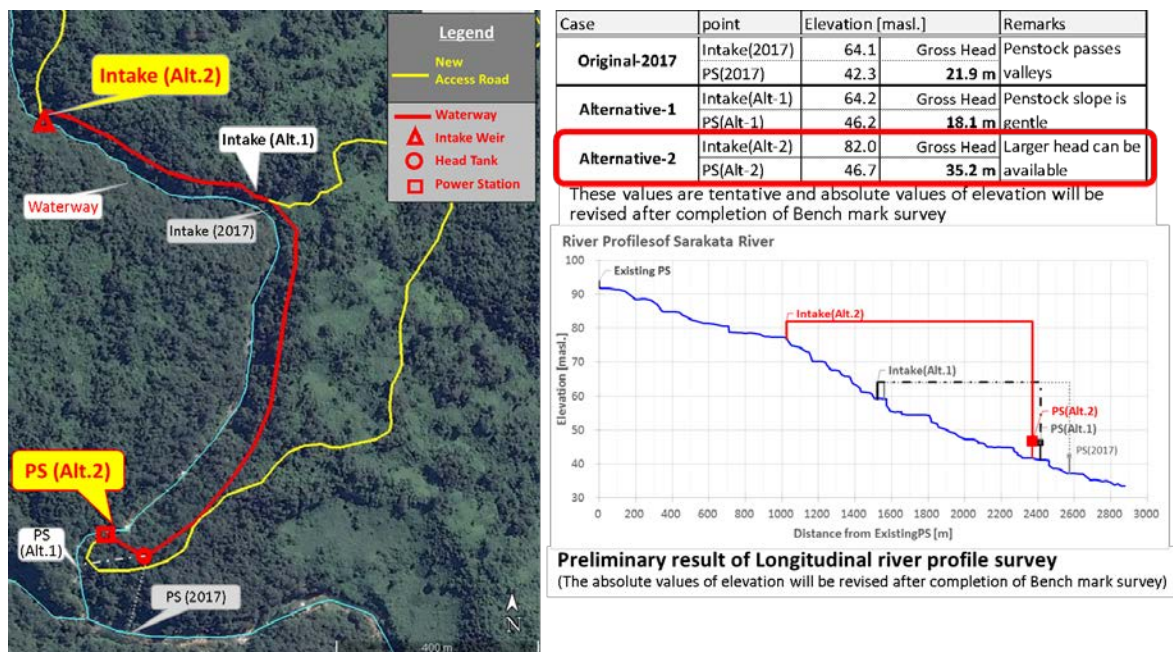 Legend
New
Access Road
Waterway
Intake Weir
Head Tank
Power Station
Intake (Alt.2)
Intake (Alt.1)
Waterway
Intake (2017)
PS (Alt.2)
PS
(Alt.1)
PS (2017)
N
400 m
Case point Elevation [masl.] Remarks
Original-2017 Intake(2017) 64.1 Gross Head Penstock passes
PS(2017) 42.3 21.9 m valleys
Alternative-1 Intake(Alt-1) 64.2 Gross Head Penstock slope is
PS(Alt-1) 46.2 18.1 m gentle
Alternative-2 Intake(Alt-2) 82.0 Gross Head Larger head can be
PS(Alt-2) 46.7 35.2 m available
These values are tentative and absolute values of elevation will be
revised after completion of Bench mark survey
River Profilesof Sarakata River
Elevation [masl.]
100
90
80
70
60
50
40
30
Existing PS
Intake(Alt.2)
Intake(Alt.1)
PS(Alt.2)
PS(Alt.1)
PS(2017)
0 200 400 600 800 1000 1200 1400 1600 1800 2000 2200 2400 2600 2800 3000
Distance from ExistingPS [m]
Preliminary result of Longitudinal river profile survey
(The absolute values of elevation will be revised after completion of Bench mark survey)